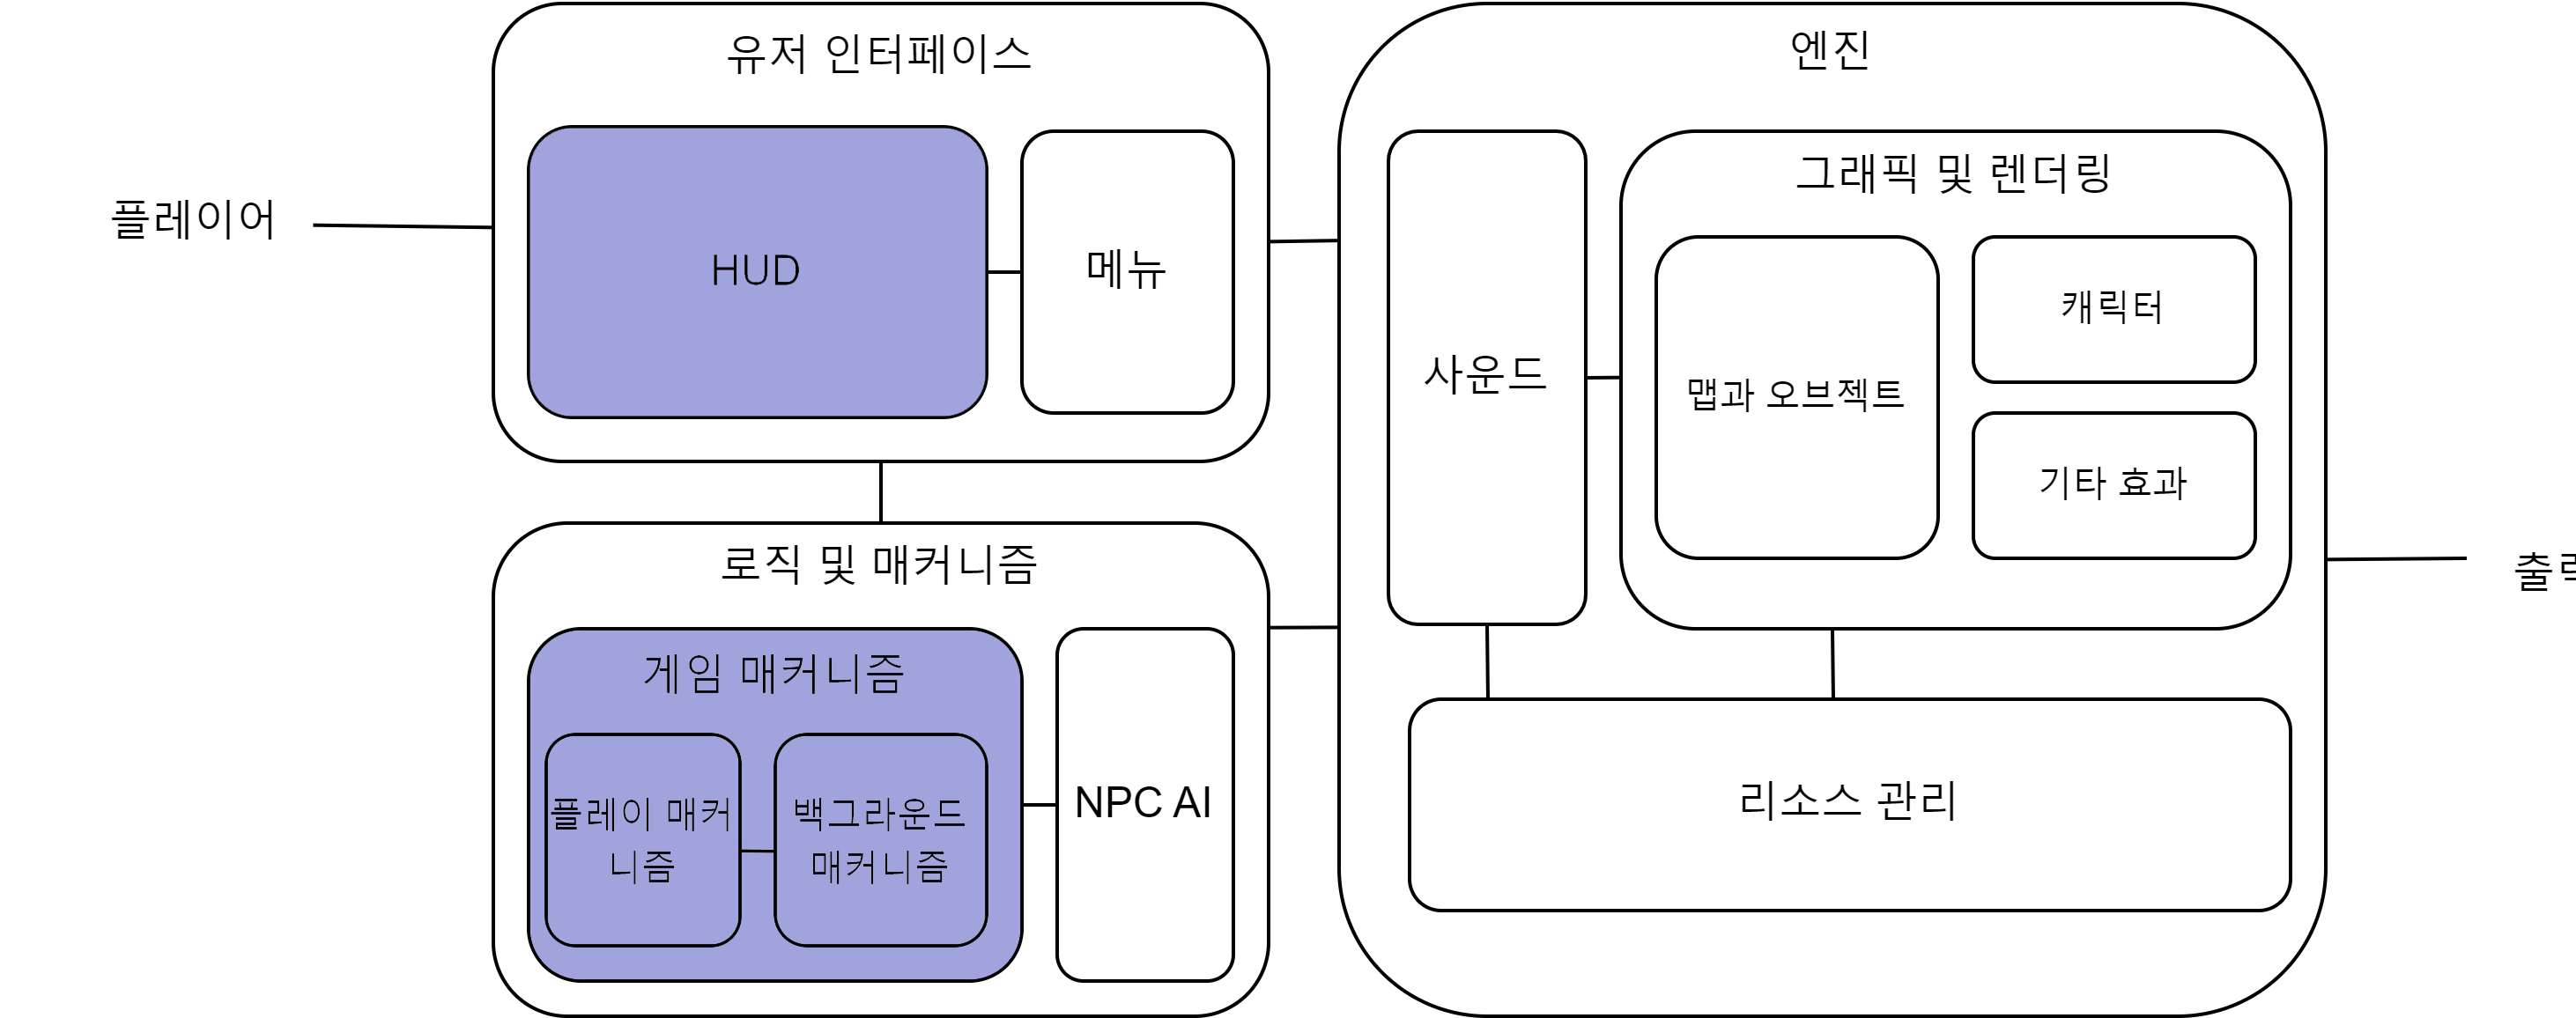 유저 인터페이스
엔진
플레이어
HUD
메뉴
사운드
그래픽 및 렌더링
맵과 오브젝트
캐릭터
기타 효과
로직 및 매커니즘
게임 매커니즘
플레이 매커
니즘
백그라운드
매커니즘
NPC AI
리소스 관리